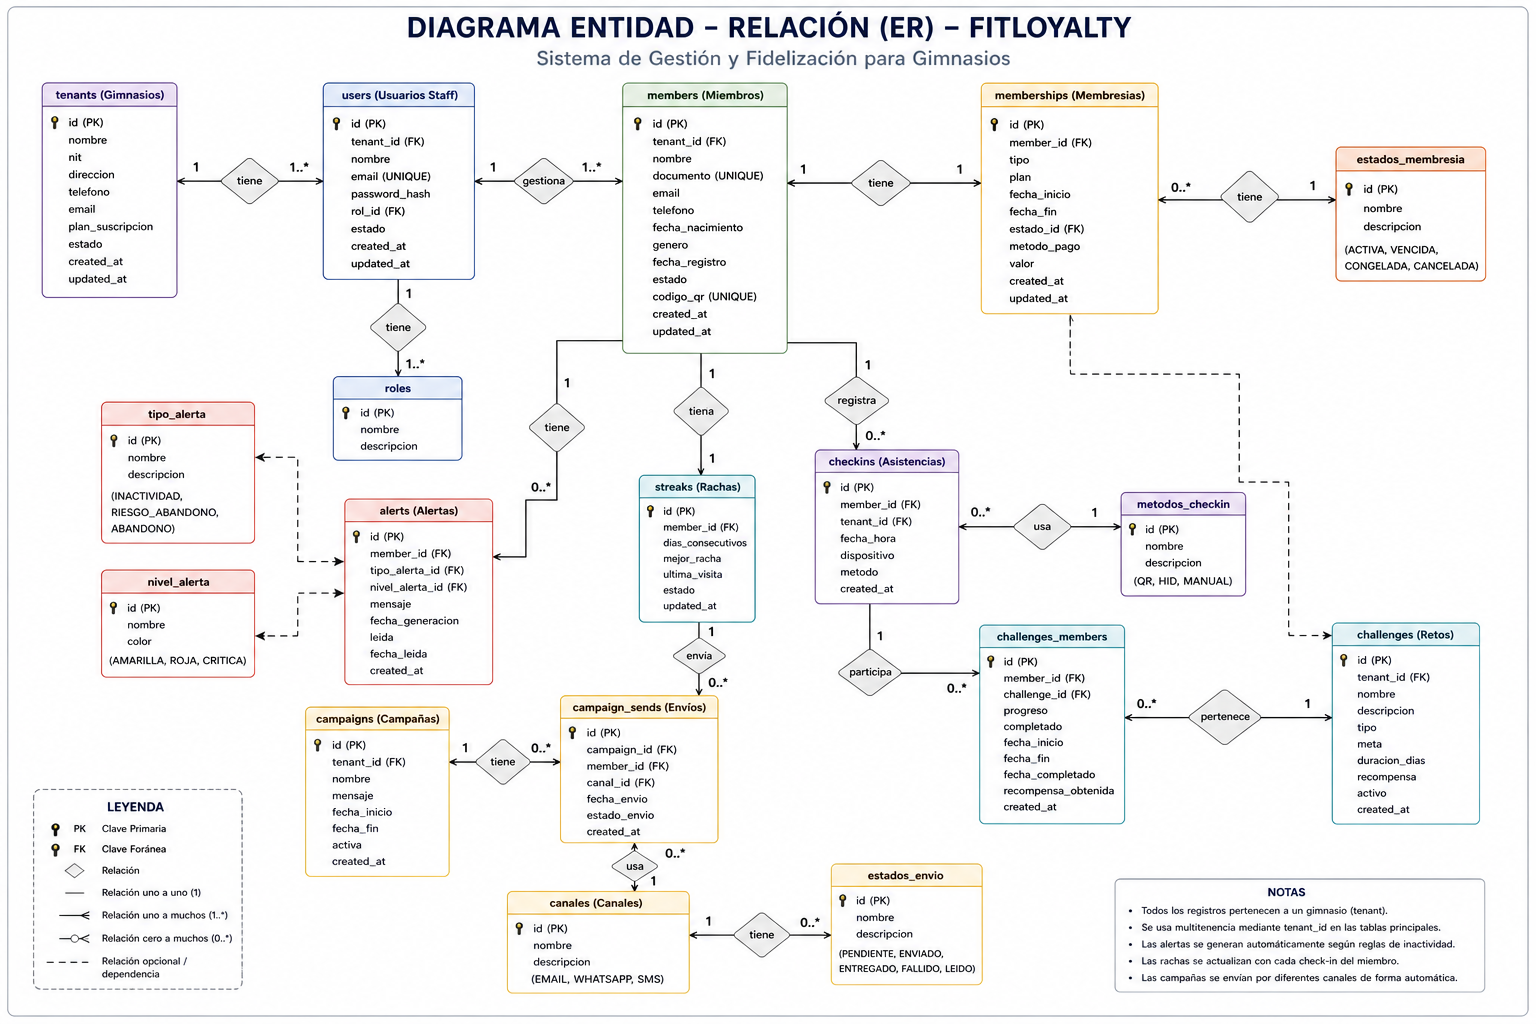 DIAGRAMA ENTIDAD – RELACIÓN (ER) – FITLOYALTY
Sistema de Gestión y Fidelización para Gimnasios
tenants (Gimnasios)
id (PK)
nombre
nit
direccion
telefono
email
plan_suscripcion
estado
created_at
updated_at
1
tiene
1..*
users (Usuarios Staff)
id (PK)
tenant_id (FK)
nombre
email (UNIQUE)
password_hash
rol_id (FK)
estado
created_at
updated_at
1
gestiona
1..*
members (Miembros)
id (PK)
tenant_id (FK)
nombre
documento (UNIQUE)
email
telefono
fecha_nacimiento
genero
fecha_registro
estado
codigo_qr (UNIQUE)
created_at
updated_at
1
tiene
1
memberships (Membresias)
id (PK)
member_id (FK)
tipo
plan
fecha_inicio
fecha_fin
estado_id (FK)
metodo_pago
valor
created_at
updated_at
0..*
tiene
1
estados_membresia
id (PK)
nombre
descripcion
(ACTIVA, VENCIDA,
CONGELADA, CANCELADA)
1
tiene
1..*
roles
id (PK)
nombre
descripcion
tipo_alerta
id (PK)
nombre
descripcion
(INACTIVIDAD,
RIESGO_ABANDONO,
ABANDONO)
nivel_alerta
id (PK)
nombre
color
(AMARILLA, ROJA, CRITICA)
1
tiene
0..*
alerts (Alertas)
id (PK)
member_id (FK)
tipo_alerta_id (FK)
nivel_alerta_id (FK)
mensaje
fecha_generacion
leida
fecha_leida
created_at
1
tiena
1
streaks (Rachas)
id (PK)
member_id (FK)
dias_consecutivos
mejor_racha
ultima_visita
estado
updated_at
1
registra
0..*
checkins (Asistencias)
id (PK)
member_id (FK)
tenant_id (FK)
fecha_hora
dispositivo
metodo
created_at
0..*
usa
1
metodos_checkin
id (PK)
nombre
descripcion
(QR, HID, MANUAL)
1
participa
0..*
challenges_members
id (PK)
member_id (FK)
challenge_id (FK)
progreso
completado
fecha_inicio
fecha_fin
fecha_completado
recompensa_obtenida
created_at
0..*
pertenece
1
challenges (Retos)
id (PK)
tenant_id (FK)
nombre
descripcion
tipo
meta
duracion_dias
recompensa
activo
created_at
1
envía
0..*
campaigns (Campañas)
id (PK)
tenant_id (FK)
nombre
mensaje
fecha_inicio
fecha_fin
activa
created_at
1
tiene
0..*
campaign_sends (Envíos)
id (PK)
campaign_id (FK)
member_id (FK)
canal_id (FK)
fecha_envio
estado_envio
created_at
0..*
usa
1
canales (Canales)
id (PK)
nombre
descripcion
(EMAIL, WHATSAPP, SMS)
1
tiene
0..*
estados_envio
id (PK)
nombre
descripcion
(PENDIENTE, ENVIADO,
ENTREGADO, FALLIDO, LEIDO)
LEYENDA
PK Clave Primaria
FK Clave Foránea
Relación
Relación uno a uno (1)
Relación uno a muchos (1..*)
Relación cero a muchos (0..*)
Relación opcional /
dependencia
NOTAS
• Todos los registros pertenecen a un gimnasio (tenant).
• Se usa multitenencia mediante tenant_id en las tablas principales.
• Las alertas se generan automáticamente según reglas de inactividad.
• Las rachas se actualizan con cada check-in del miembro.
• Las campañas se envían por diferentes canales de forma automática.